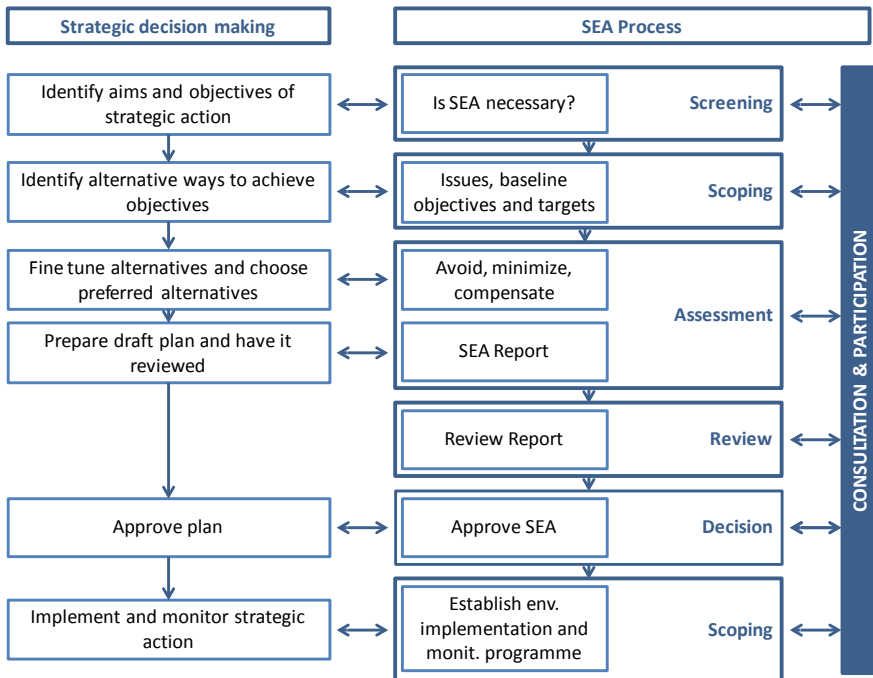 Strategic decision making
SEA Process
Identify aims and objectives of
strategic action
Is SEA necessary?
Screening
Identify alternative ways to achieve
objectives
Issues, baseline
objectives and targets
Scoping
Fine tune alternatives and choose
preferred alternatives
Avoid, minimize,
compensate
Assessment
Prepare draft plan and have it
reviewed
SEA Report
Review Report
Review
Approve plan
Approve SEA
Decision
Implement and monitor strategic
action
Establish env.
implementation and
monit. programme
Scoping
CONSULTATION & PARTICIPATION